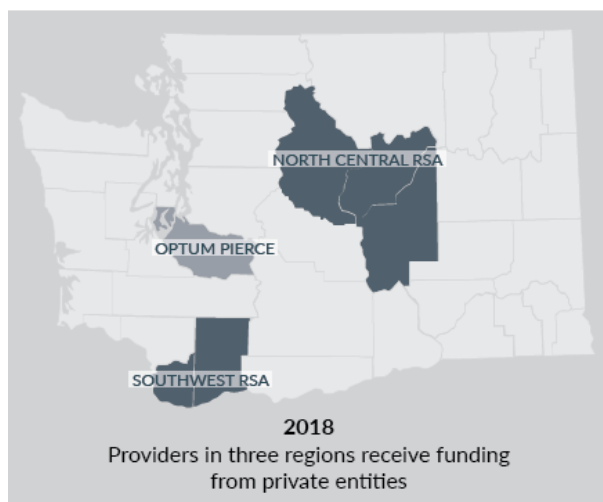 NORTH CENTRAL RSA
OPTUM PIERCE
SOUTHWEST RSA
2018
Providers in three regions receive funding
from private entities